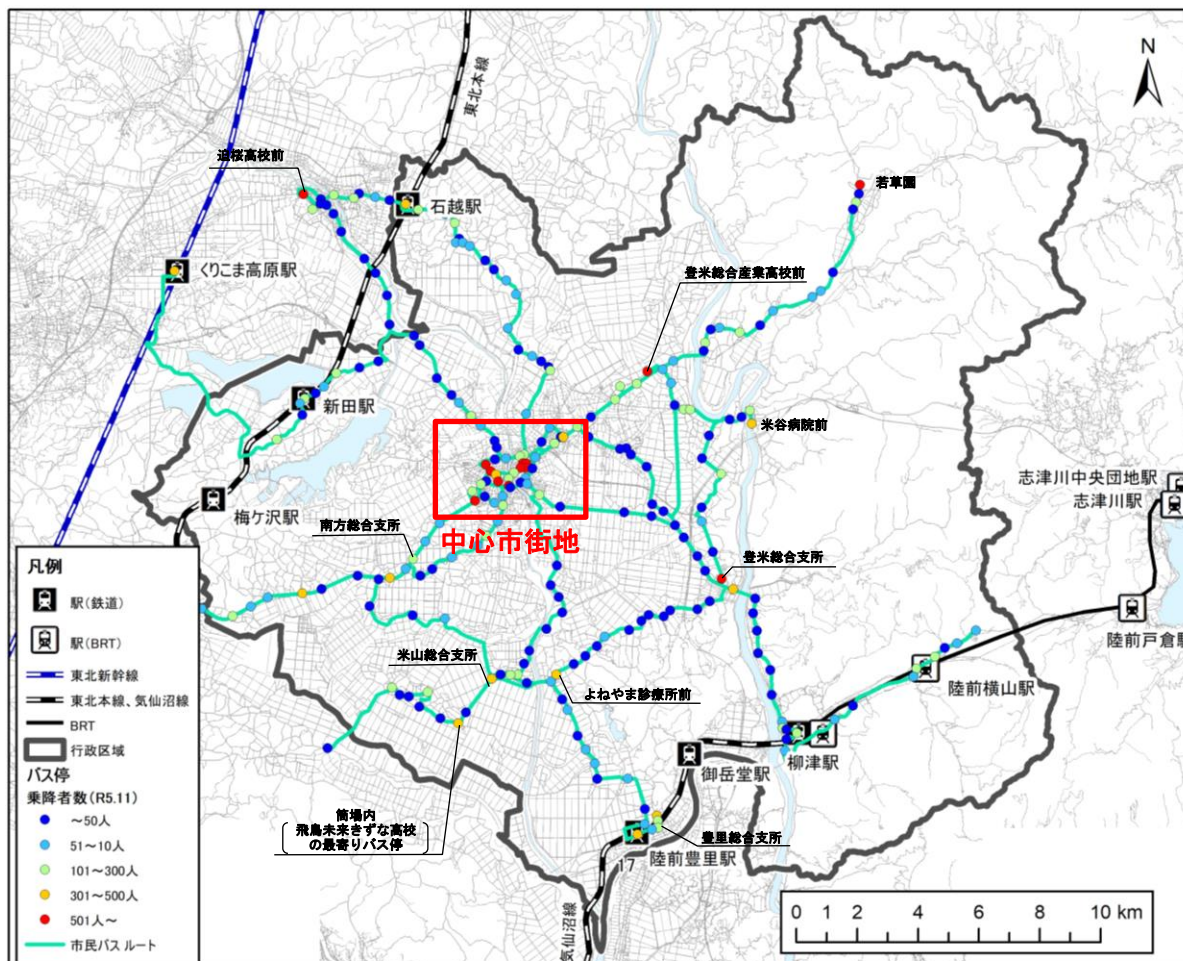 N
東北本線
迫桜高校前
石越駅
若草園
くりこま高原駅
登米総合産業高校前
新田駅
米谷病院前
志津川中央団地駅
志津川駅
梅ケ沢駅
中心市街地
南方総合支所
登米総合支所
陸前戸倉駅
米山総合支所
よねやま診療所前
陸前横山駅
柳津駅
御岳堂駅
筒場内
飛鳥未来きずな高校
の最寄りバス停
豊里総合支所
陸前豊里駅
17
気仙沼線
凡例
駅(鉄道)
駅(BRT)
東北新幹線
東北本線、気仙沼線
BRT
行政区域
バス停
乗降者数(R5.11)
~50人
51~10人
101~300人
301~500人
501人~
市民バス ルート
0 1 2 4 6 8 10 km